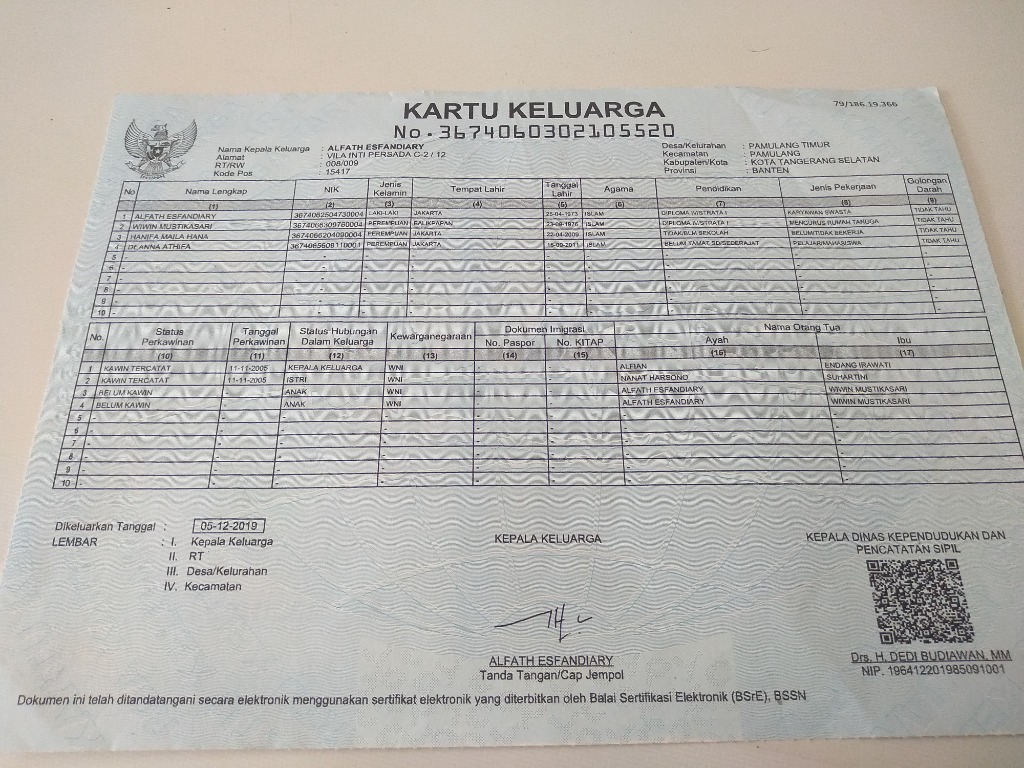 KARTU KELUARGA
79/186.19.366
No. 3674060302105520
Nama Kepala Keluarga : ALFATH ESFANDIARY
Alamat : VILA INTI PERSADA C-2 / 12
RT/RW : 008/009
Kode Pos : 15417
Desa/Kelurahan : PAMULANG TIMUR
Kecamatan : PAMULANG
Kabupaten/Kota : KOTA TANGERANG SELATAN
Provinsi : BANTEN
No Nama Lengkap NIK Jenis Kelamin Tempat Lahir Tanggal Lahir Agama Pendidikan Jenis Pekerjaan Golongan Darah
(1) (2) (3) (4) (5) (6) (7) (8) (9)
1 ALFATH ESFANDIARY 3674062504730004 LAKI-LAKI JAKARTA 25-04-1973 ISLAM DIPLOMA IV/STRATA I KARYAWAN SWASTA TIDAK TAHU
2 WIWIN MUSTIKASARI 3674066309760004 PEREMPUAN BALIKPAPAN 23-09-1976 ISLAM DIPLOMA IV/STRATA I MENGURUS RUMAH TANGGA TIDAK TAHU
3 HANIFA MAILA HANA 3674066204090004 PEREMPUAN JAKARTA 22-04-2009 ISLAM TIDAK/BLM SEKOLAH BELUM/TIDAK BEKERJA TIDAK TAHU
4 DEANNA ATHIFA 3674065608110001 PEREMPUAN JAKARTA 16-08-2011 ISLAM BELUM TAMAT SD/SEDERAJAT PELAJAR/MAHASISWA TIDAK TAHU
5 - - - - - - - - -
6 - - - - - - - - -
7 - - - - - - - - -
8 - - - - - - - - -
9 - - - - - - - - -
10 - - - - - - - - -
No. Status Perkawinan Tanggal Perkawinan Status Hubungan Dalam Keluarga Kewarganegaraan Dokumen Imigrasi Nama Orang Tua
No. Paspor No. KITAP Ayah Ibu
(10) (11) (12) (13) (14) (15) (16) (17)
1 KAWIN TERCATAT 11-11-2005 KEPALA KELUARGA WNI - - ALFIAN ENDANG IRAWATI
2 KAWIN TERCATAT 11-11-2005 ISTRI WNI - - NANAT HARSONO SUHARTINI
3 BELUM KAWIN - ANAK WNI - - ALFATH ESFANDIARY WIWIN MUSTIKASARI
4 BELUM KAWIN - ANAK WNI - - ALFATH ESFANDIARY WIWIN MUSTIKASARI
5 - - - - - - - -
6 - - - - - - - -
7 - - - - - - - -
8 - - - - - - - -
9 - - - - - - - -
10 - - - - - - - -
Dikeluarkan Tanggal : 05-12-2019
LEMBAR : I. Kepala Keluarga
II. RT
III. Desa/Kelurahan
IV. Kecamatan
KEPALA KELUARGA
ALFATH ESFANDIARY
Tanda Tangan/Cap Jempol
KEPALA DINAS KEPENDUDUKAN DAN
PENCATATAN SIPIL
Drs. H. DEDI BUDIAWAN, MM
NIP. 196412201985091001
Dokumen ini telah ditandatangani secara elektronik menggunakan sertifikat elektronik yang diterbitkan oleh Balai Sertifikasi Elektronik (BSrE), BSSN